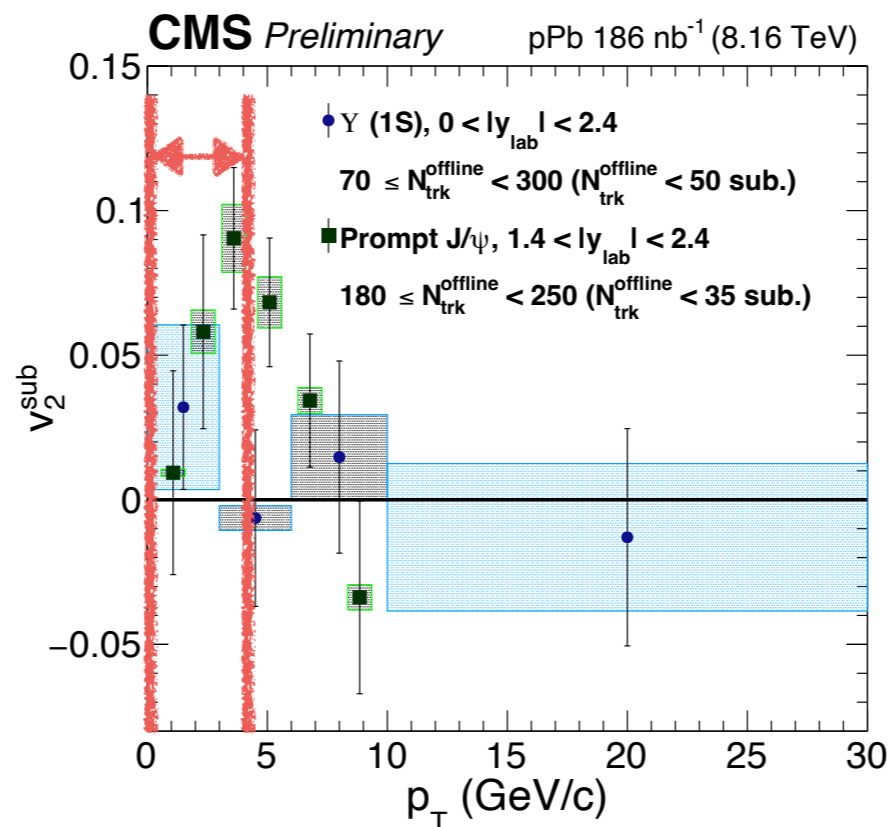 CMS Preliminary pPb 186 nb⁻¹ (8.16 TeV)
0.15
0.1
0.05
0
−0.05
v₂ˢᵘᵇ
ϒ (1S), 0 < |y_lab| < 2.4
70 ≤ N_trk^offline < 300 (N_trk^offline < 50 sub.)
Prompt J/ψ, 1.4 < |y_lab| < 2.4
180 ≤ N_trk^offline < 250 (N_trk^offline < 35 sub.)
0 5 10 15 20 25 30
p_T (GeV/c)